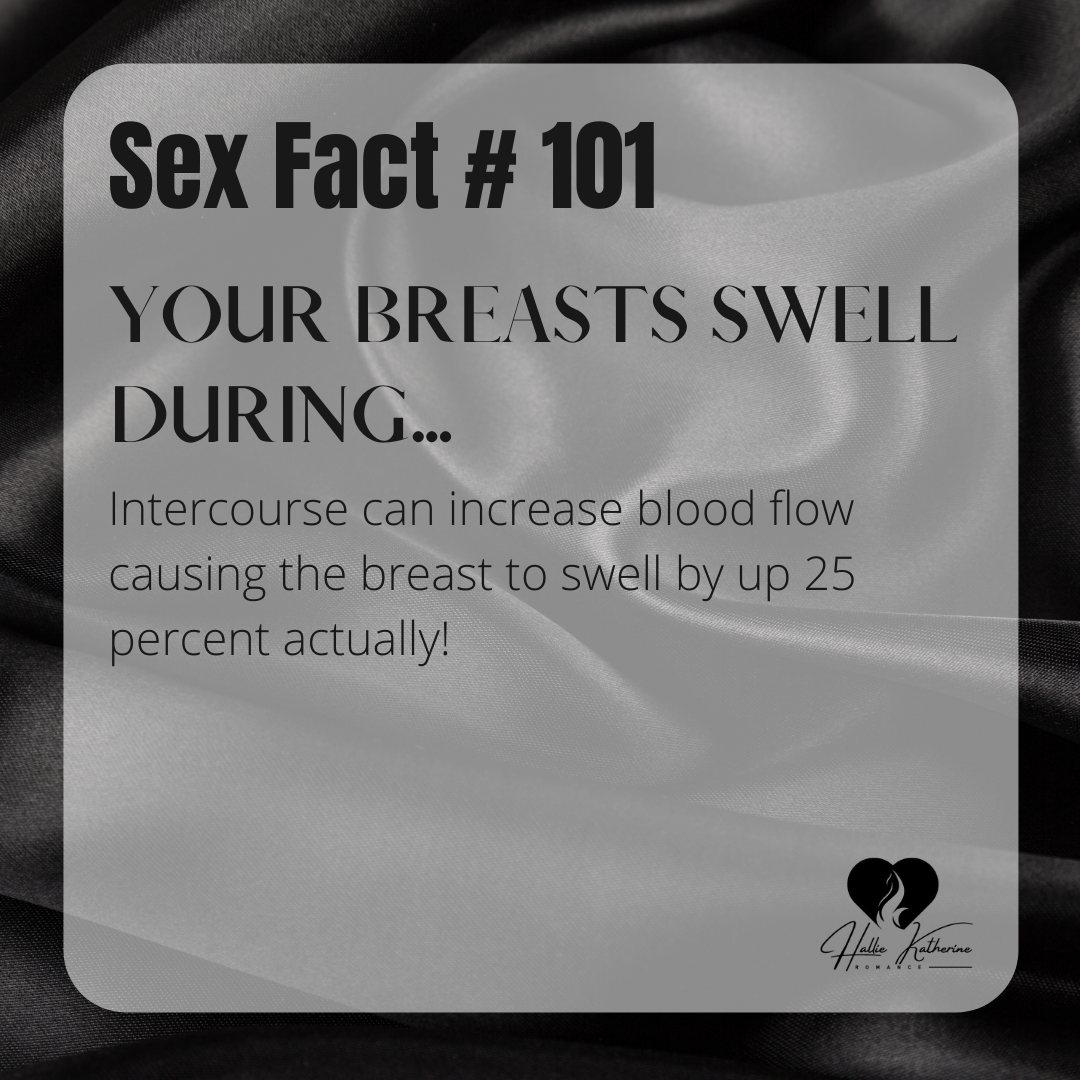 Sex Fact # 101
YOUR BREASTS SWELL
DURING...
Intercourse can increase blood flow
causing the breast to swell by up 25
percent actually!
Hallie Katherine
ROMANCE